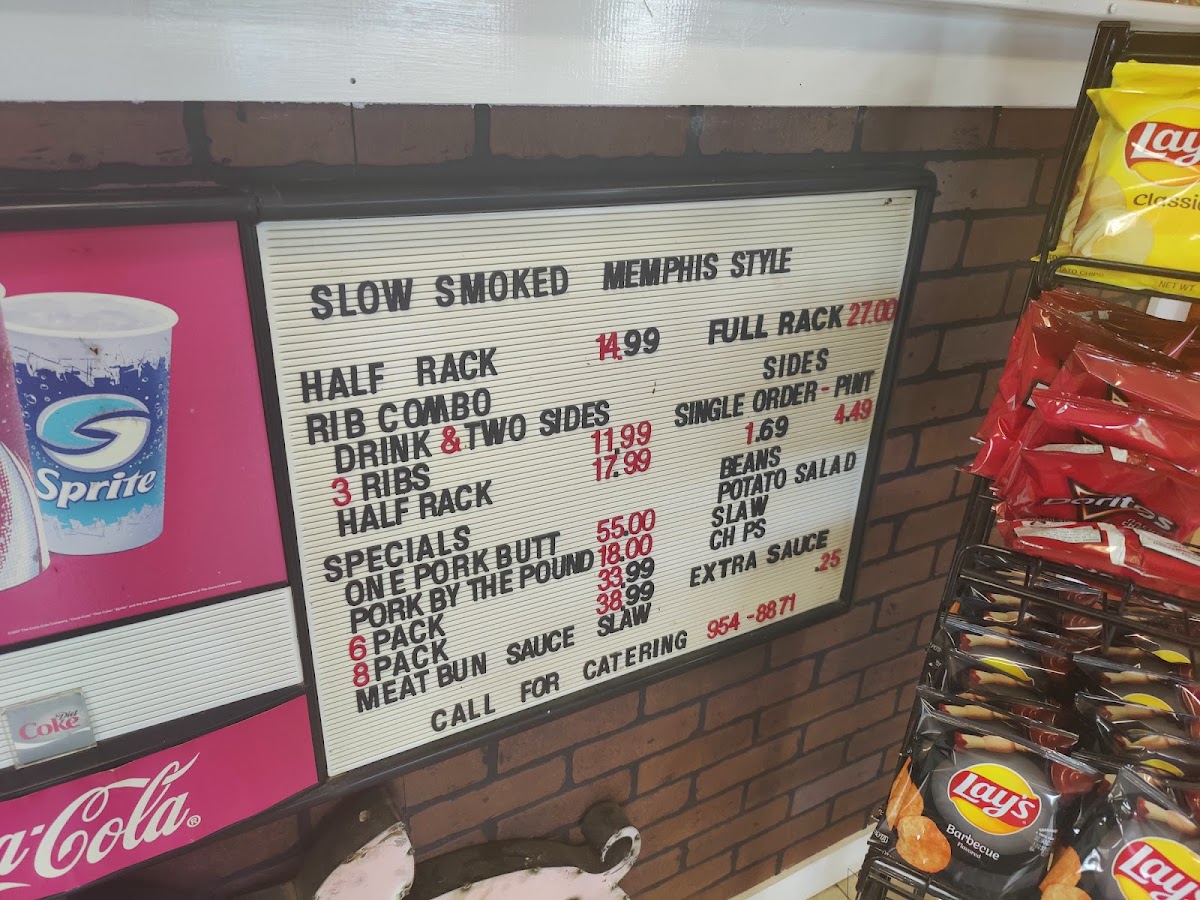 SLOW SMOKED MEMPHIS STYLE
HALF RACK 14.99
RIB COMBO
DRINK & TWO SIDES
3 RIBS 11.99
HALF RACK 17.99
SPECIALS
ONE PORK BUTT 55.00
PORK BY THE POUND 18.00
6 PACK 33.99
8 PACK 38.99
MEAT BUN SAUCE SLAW
FULL RACK 27.00
SIDES
SINGLE ORDER - PINT
1.69 4.49
BEANS
POTATO SALAD
SLAW
CH PS
EXTRA SAUCE
.25
CALL FOR CATERING 954-8871
Sprite
Diet
Coke
a-Cola®
Lay
Classi
NET WT
Doritos
Lay's
Barbecue
Flavored
Lay's